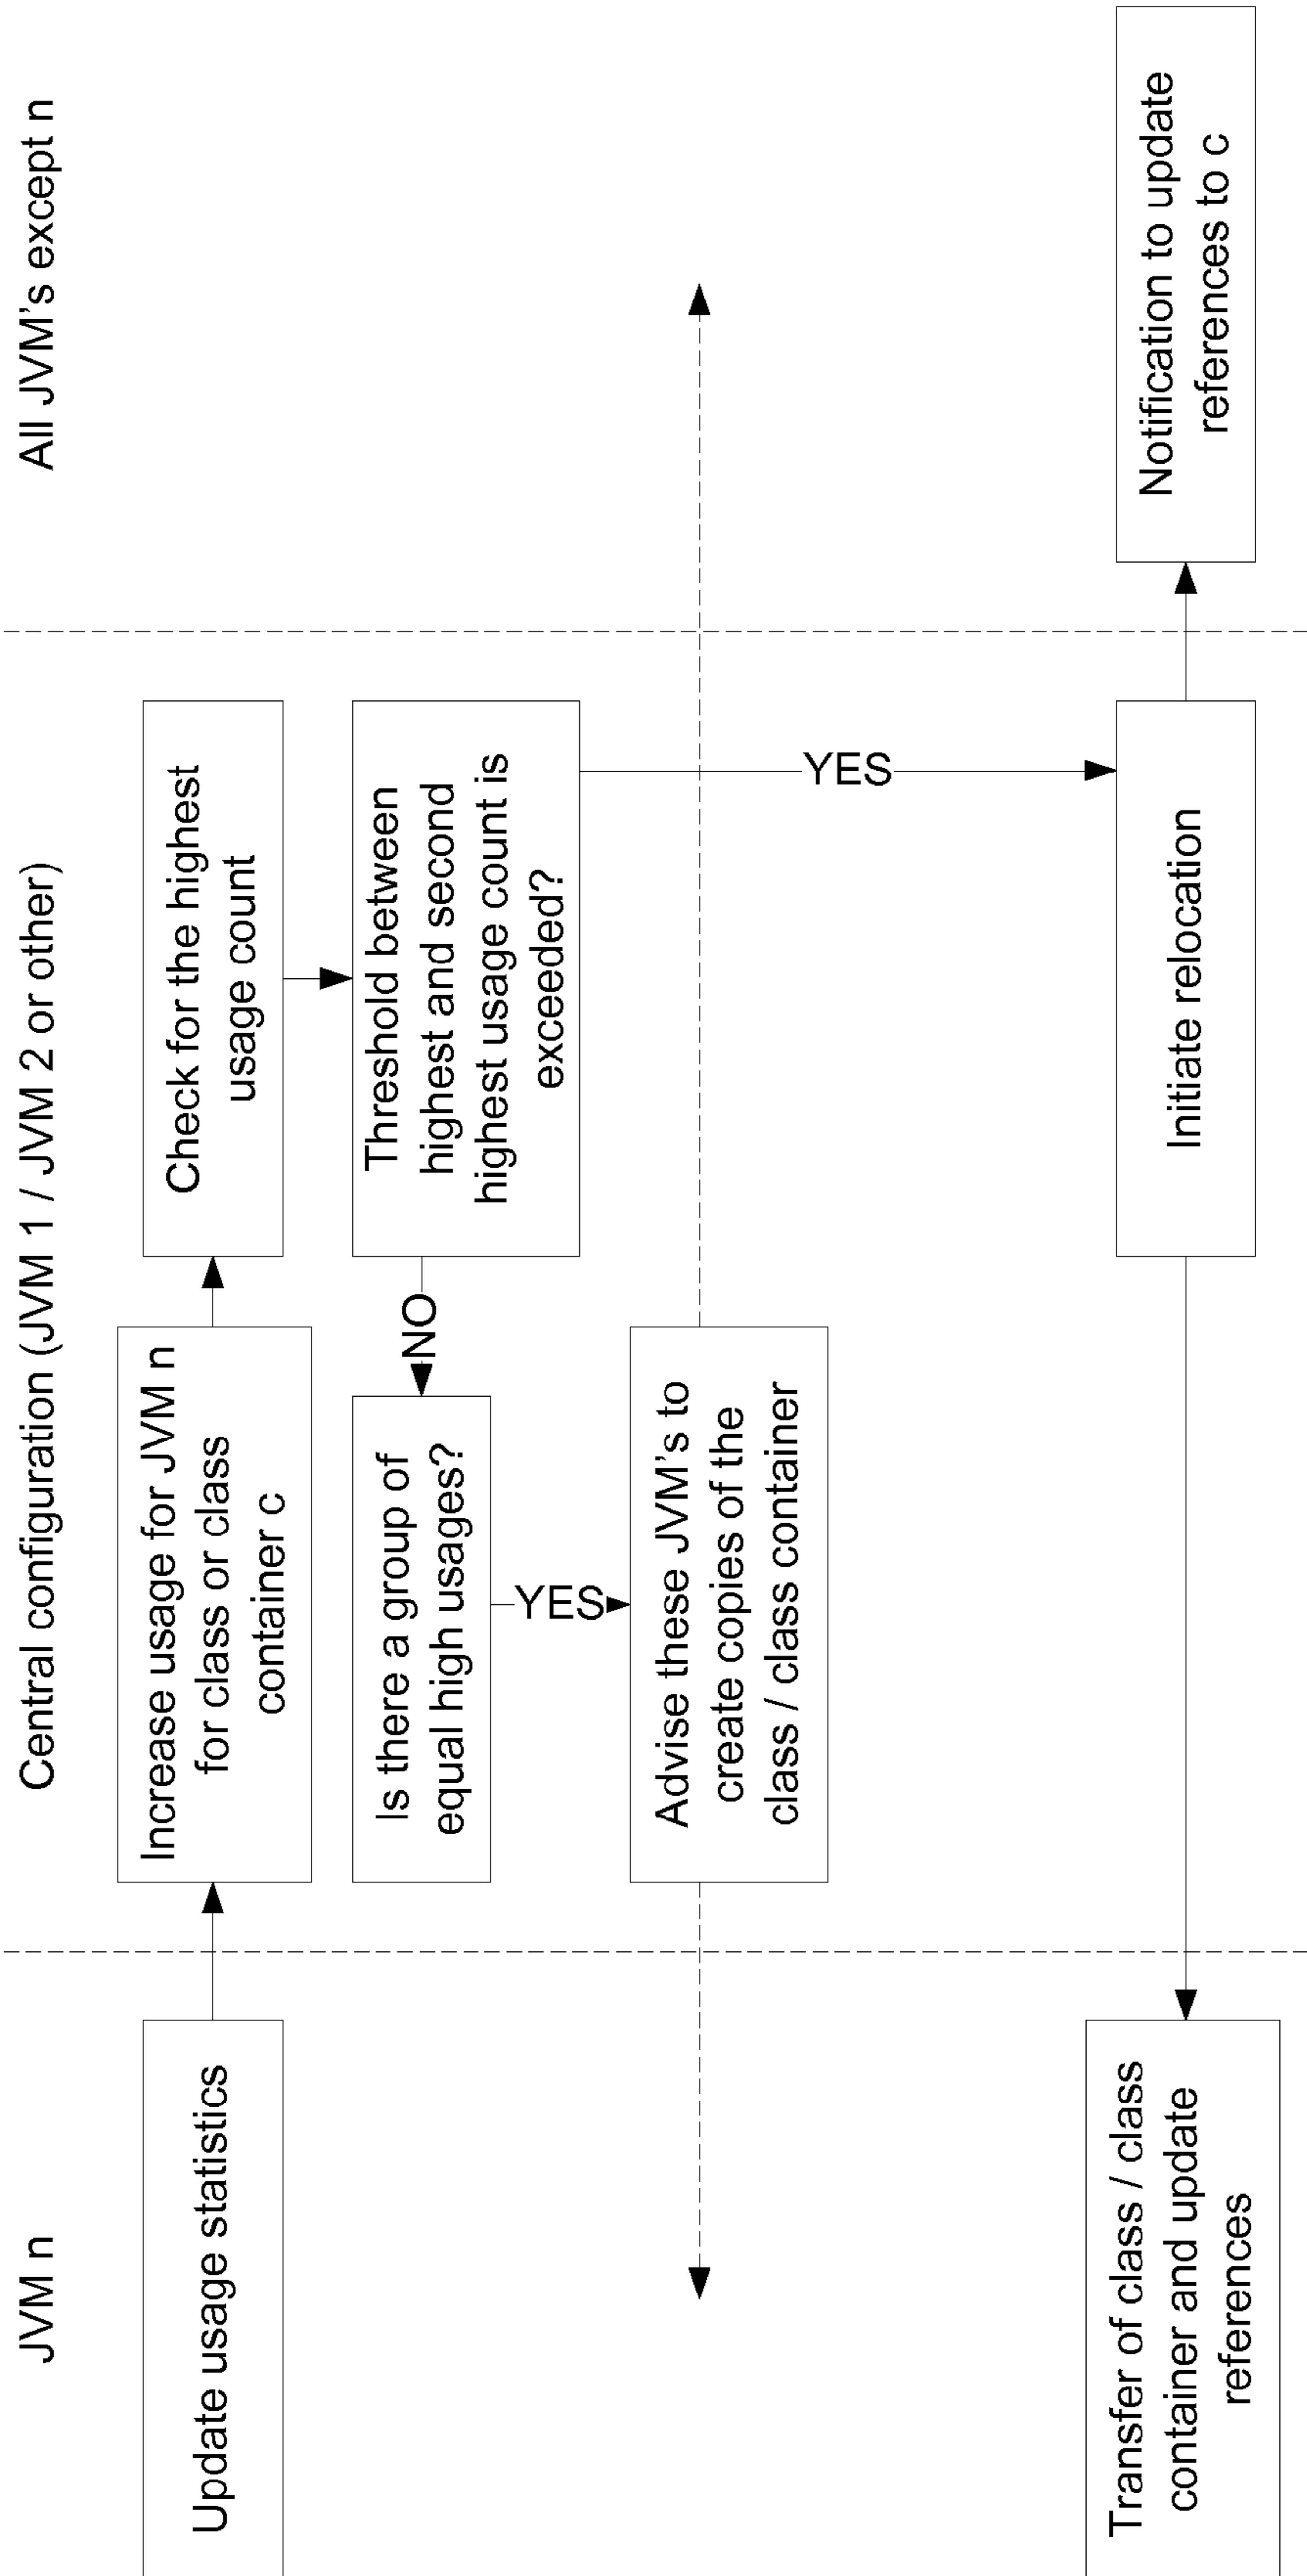 JVM n
Central configuration (JVM 1 / JVM 2 or other)
All JVM's except n
Update usage statistics
Increase usage for JVM n
for class or class
container c
Check for the highest
usage count
Is there a group of
equal high usages?
NO
Threshold between
highest and second
highest usage count is
exceeded?
YES
Advise these JVM's to
create copies of the
class / class container
YES
Transfer of class / class
container and update
references
Initiate relocation
Notification to update
references to c